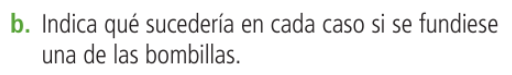 b. Indica qué sucedería en cada caso si se fundiese
una de las bombillas.